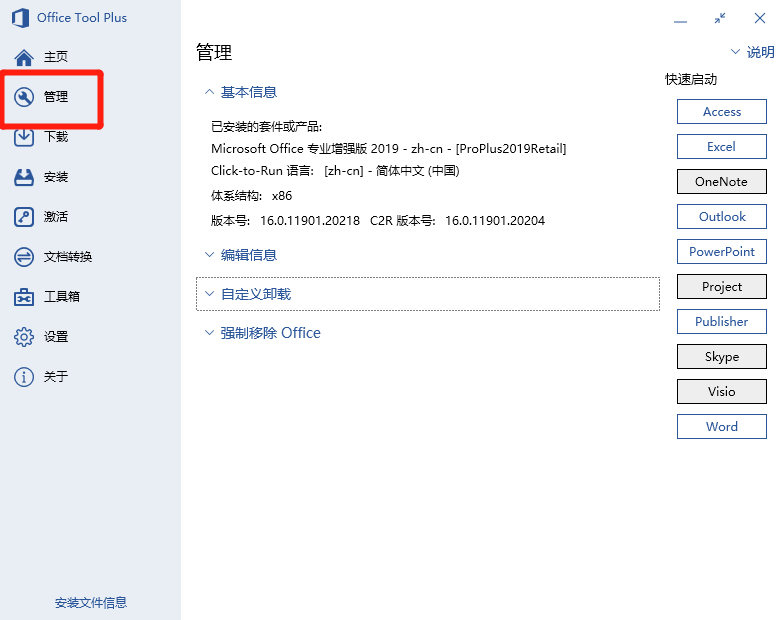 Office Tool Plus
主页
管理
下载
安装
激活
文档转换
工具箱
设置
关于
安装文件信息
管理
说明
基本信息
已安装的套件或产品:
Microsoft Office 专业增强版 2019 - zh-cn - [ProPlus2019Retail]
Click-to-Run 语言: [zh-cn] - 简体中文 (中国)
体系结构: x86
版本号: 16.0.11901.20218 C2R 版本号: 16.0.11901.20204
编辑信息
自定义卸载
强制移除 Office
快速启动
Access
Excel
OneNote
Outlook
PowerPoint
Project
Publisher
Skype
Visio
Word